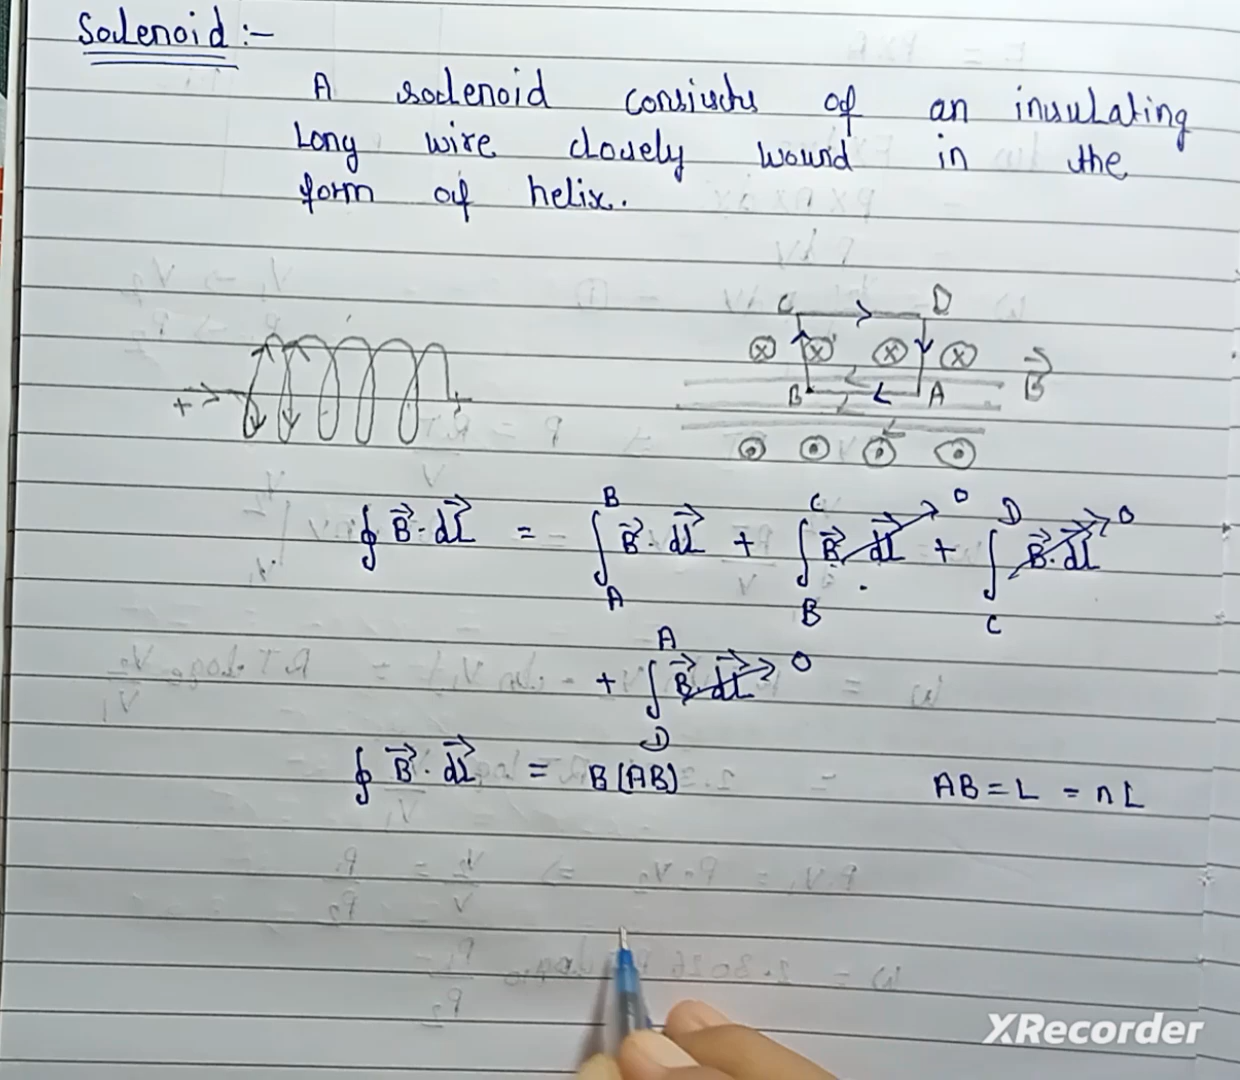 Solenoid :-
A solenoid consists of an insulating
Long wire closely wound in the
form of helix.
C D
B L A B⃗
+ -
∮ B⃗ · dL⃗ = ∫_A^B B⃗ · dL⃗ + ∫_B^C B⃗ · dL⃗ → 0 + ∫_C^D B⃗ · dL⃗ → 0
+ ∫_D^A B⃗ · dL⃗ → 0
∮ B⃗ · dL⃗ = B(AB) AB = L = nL
XRecorder